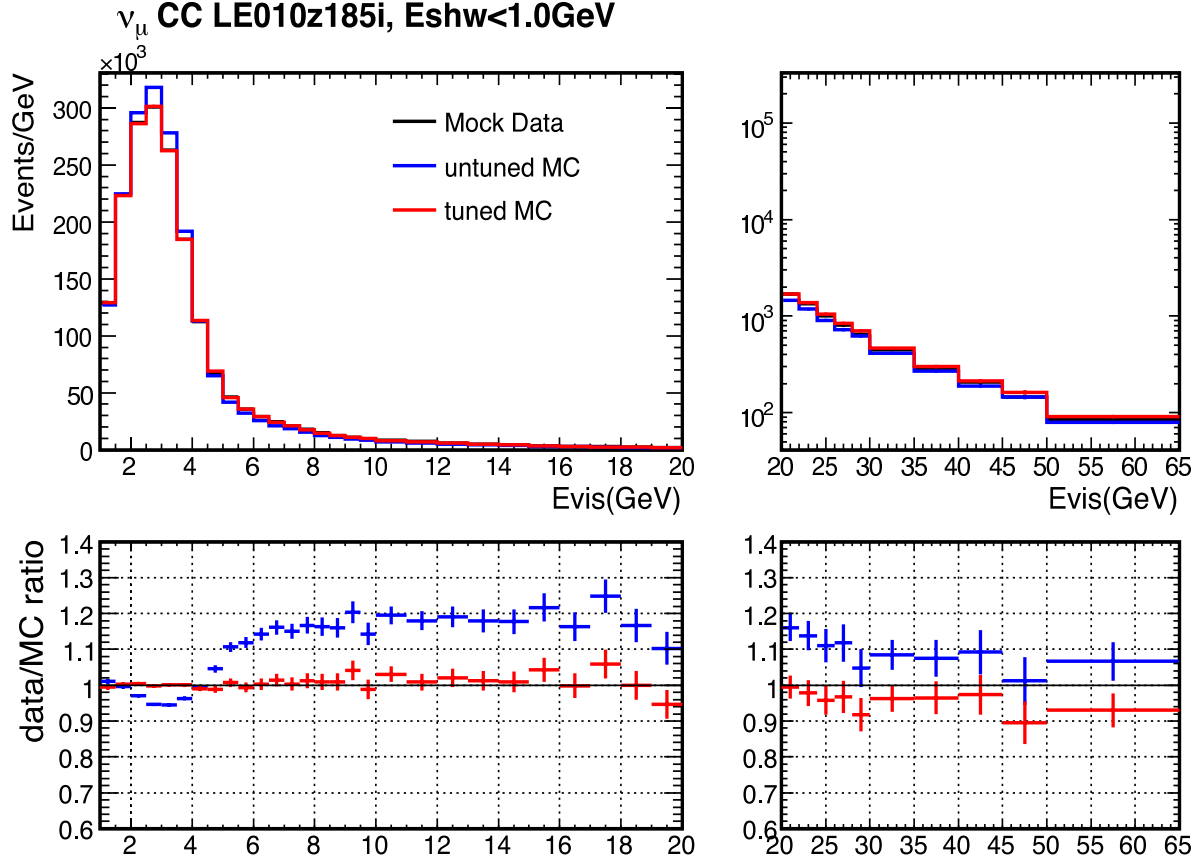 ν_μ CC LE010z185i, Eshw<1.0GeV
×10³
Events/GeV
300
250
200
150
100
50
0
Mock Data
untuned MC
tuned MC
2 4 6 8 10 12 14 16 18 20
Evis(GeV)
10⁵
10⁴
10³
10²
20 25 30 35 40 45 50 55 60 65
Evis(GeV)
data/MC ratio
1.4
1.3
1.2
1.1
1
0.9
0.8
0.7
0.6
2 4 6 8 10 12 14 16 18 20
1.4
1.3
1.2
1.1
1
0.9
0.8
0.7
0.6
20 25 30 35 40 45 50 55 60 65